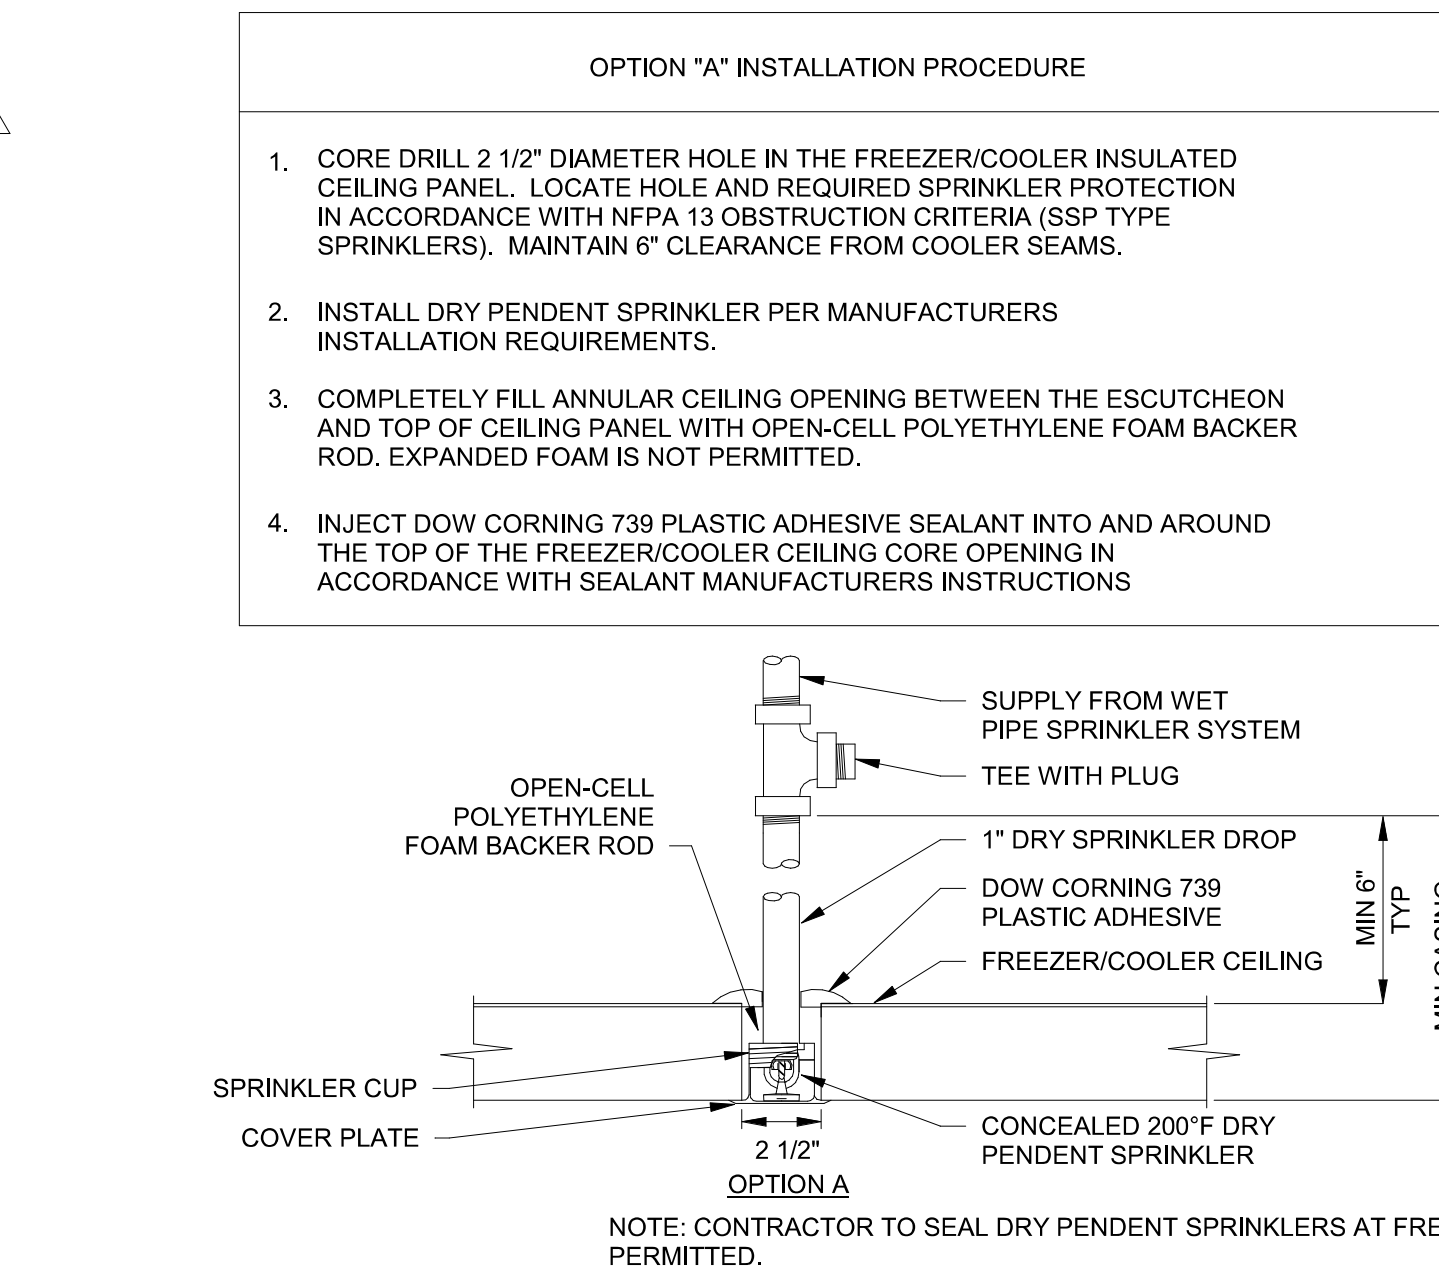 OPTION "A" INSTALLATION PROCEDURE
1. CORE DRILL 2 1/2" DIAMETER HOLE IN THE FREEZER/COOLER INSULATED
CEILING PANEL. LOCATE HOLE AND REQUIRED SPRINKLER PROTECTION
IN ACCORDANCE WITH NFPA 13 OBSTRUCTION CRITERIA (SSP TYPE
SPRINKLERS). MAINTAIN 6" CLEARANCE FROM COOLER SEAMS.
2. INSTALL DRY PENDENT SPRINKLER PER MANUFACTURERS
INSTALLATION REQUIREMENTS.
3. COMPLETELY FILL ANNULAR CEILING OPENING BETWEEN THE ESCUTCHEON
AND TOP OF CEILING PANEL WITH OPEN-CELL POLYETHYLENE FOAM BACKER
ROD. EXPANDED FOAM IS NOT PERMITTED.
4. INJECT DOW CORNING 739 PLASTIC ADHESIVE SEALANT INTO AND AROUND
THE TOP OF THE FREEZER/COOLER CEILING CORE OPENING IN
ACCORDANCE WITH SEALANT MANUFACTURERS INSTRUCTIONS
SUPPLY FROM WET
PIPE SPRINKLER SYSTEM
TEE WITH PLUG
OPEN-CELL
POLYETHYLENE
FOAM BACKER ROD
1" DRY SPRINKLER DROP
DOW CORNING 739
PLASTIC ADHESIVE
FREEZER/COOLER CEILING
MIN 6"
TYP
SPRINKLER CUP
COVER PLATE
CONCEALED 200°F DRY
PENDENT SPRINKLER
2 1/2"
OPTION A
NOTE: CONTRACTOR TO SEAL DRY PENDENT SPRINKLERS AT
PERMITTED.